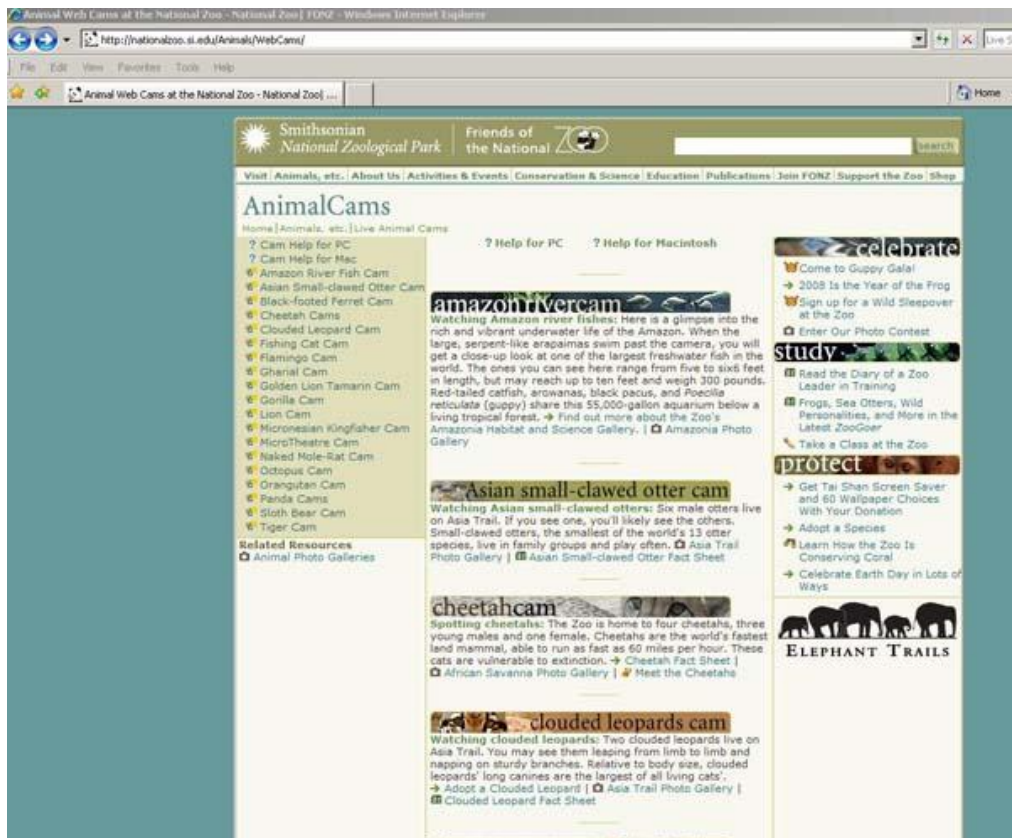 Animal Web Cams at the National Zoo - National Zoo| FONZ - Windows Internet Explorer
http://nationalzoo.si.edu/Animals/WebCams/
Live S
File Edit View Favorites Tools Help
Animal Web Cams at the National Zoo - National Zoo| ...
Home
Smithsonian
National Zoological Park
Friends of
the National ZOO
search
Visit Animals, etc. About Us Activities & Events Conservation & Science Education Publications Join FONZ Support the Zoo Shop
AnimalCams
Home|Animals, etc.|Live Animal Cams
? Cam Help for PC
? Cam Help for Mac
Amazon River Fish Cam
Asian Small-clawed Otter Cam
Black-footed Ferret Cam
Cheetah Cams
Clouded Leopard Cam
Fishing Cat Cam
Flamingo Cam
Gharial Cam
Golden Lion Tamarin Cam
Gorilla Cam
Lion Cam
Micronesian Kingfisher Cam
MicroTheatre Cam
Naked Mole-Rat Cam
Octopus Cam
Orangutan Cam
Panda Cams
Sloth Bear Cam
Tiger Cam
Related Resources
Animal Photo Galleries
? Help for PC ? Help for Macintosh
amazonrivercam
Watching Amazon river fishes: Here is a glimpse into the
rich and vibrant underwater life of the Amazon. When the
large, serpent-like arapaimas swim past the camera, you will
get a close-up look at one of the largest freshwater fish in the
world. The ones you can see here range from five to six6 feet
in length, but may reach up to ten feet and weigh 300 pounds.
Red-tailed catfish, arowanas, black pacus, and Poecilia
reticulata (guppy) share this 55,000-gallon aquarium below a
living tropical forest. → Find out more about the Zoo's
Amazonia Habitat and Science Gallery. | Amazonia Photo
Gallery
Asian small-clawed otter cam
Watching Asian small-clawed otters: Six male otters live
on Asia Trail. If you see one, you'll likely see the others.
Small-clawed otters, the smallest of the world's 13 otter
species, live in family groups and play often. Asia Trail
Photo Gallery | Asian Small-clawed Otter Fact Sheet
cheetahcam
Spotting cheetahs: The Zoo is home to four cheetahs, three
young males and one female. Cheetahs are the world's fastest
land mammal, able to run as fast as 60 miles per hour. These
cats are vulnerable to extinction. → Cheetah Fact Sheet |
African Savanna Photo Gallery | Meet the Cheetahs
clouded leopards cam
Watching clouded leopards: Two clouded leopards live on
Asia Trail. You may see them leaping from limb to limb and
napping on sturdy branches. Relative to body size, clouded
leopards' long canines are the largest of all living cats'.
→ Adopt a Clouded Leopard | Asia Trail Photo Gallery |
Clouded Leopard Fact Sheet
celebrate
Come to Guppy Gala!
→ 2008 Is the Year of the Frog
Sign up for a Wild Sleepover
at the Zoo
Enter Our Photo Contest
study
Read the Diary of a Zoo
Leader in Training
Frogs, Sea Otters, Wild
Personalities, and More in the
Latest ZooGoer
Take a Class at the Zoo
protect
→ Get Tai Shan Screen Saver
and 60 Wallpaper Choices
With Your Donation
→ Adopt a Species
Learn How the Zoo Is
Conserving Coral
→ Celebrate Earth Day in Lots of
Ways
ELEPHANT TRAILS